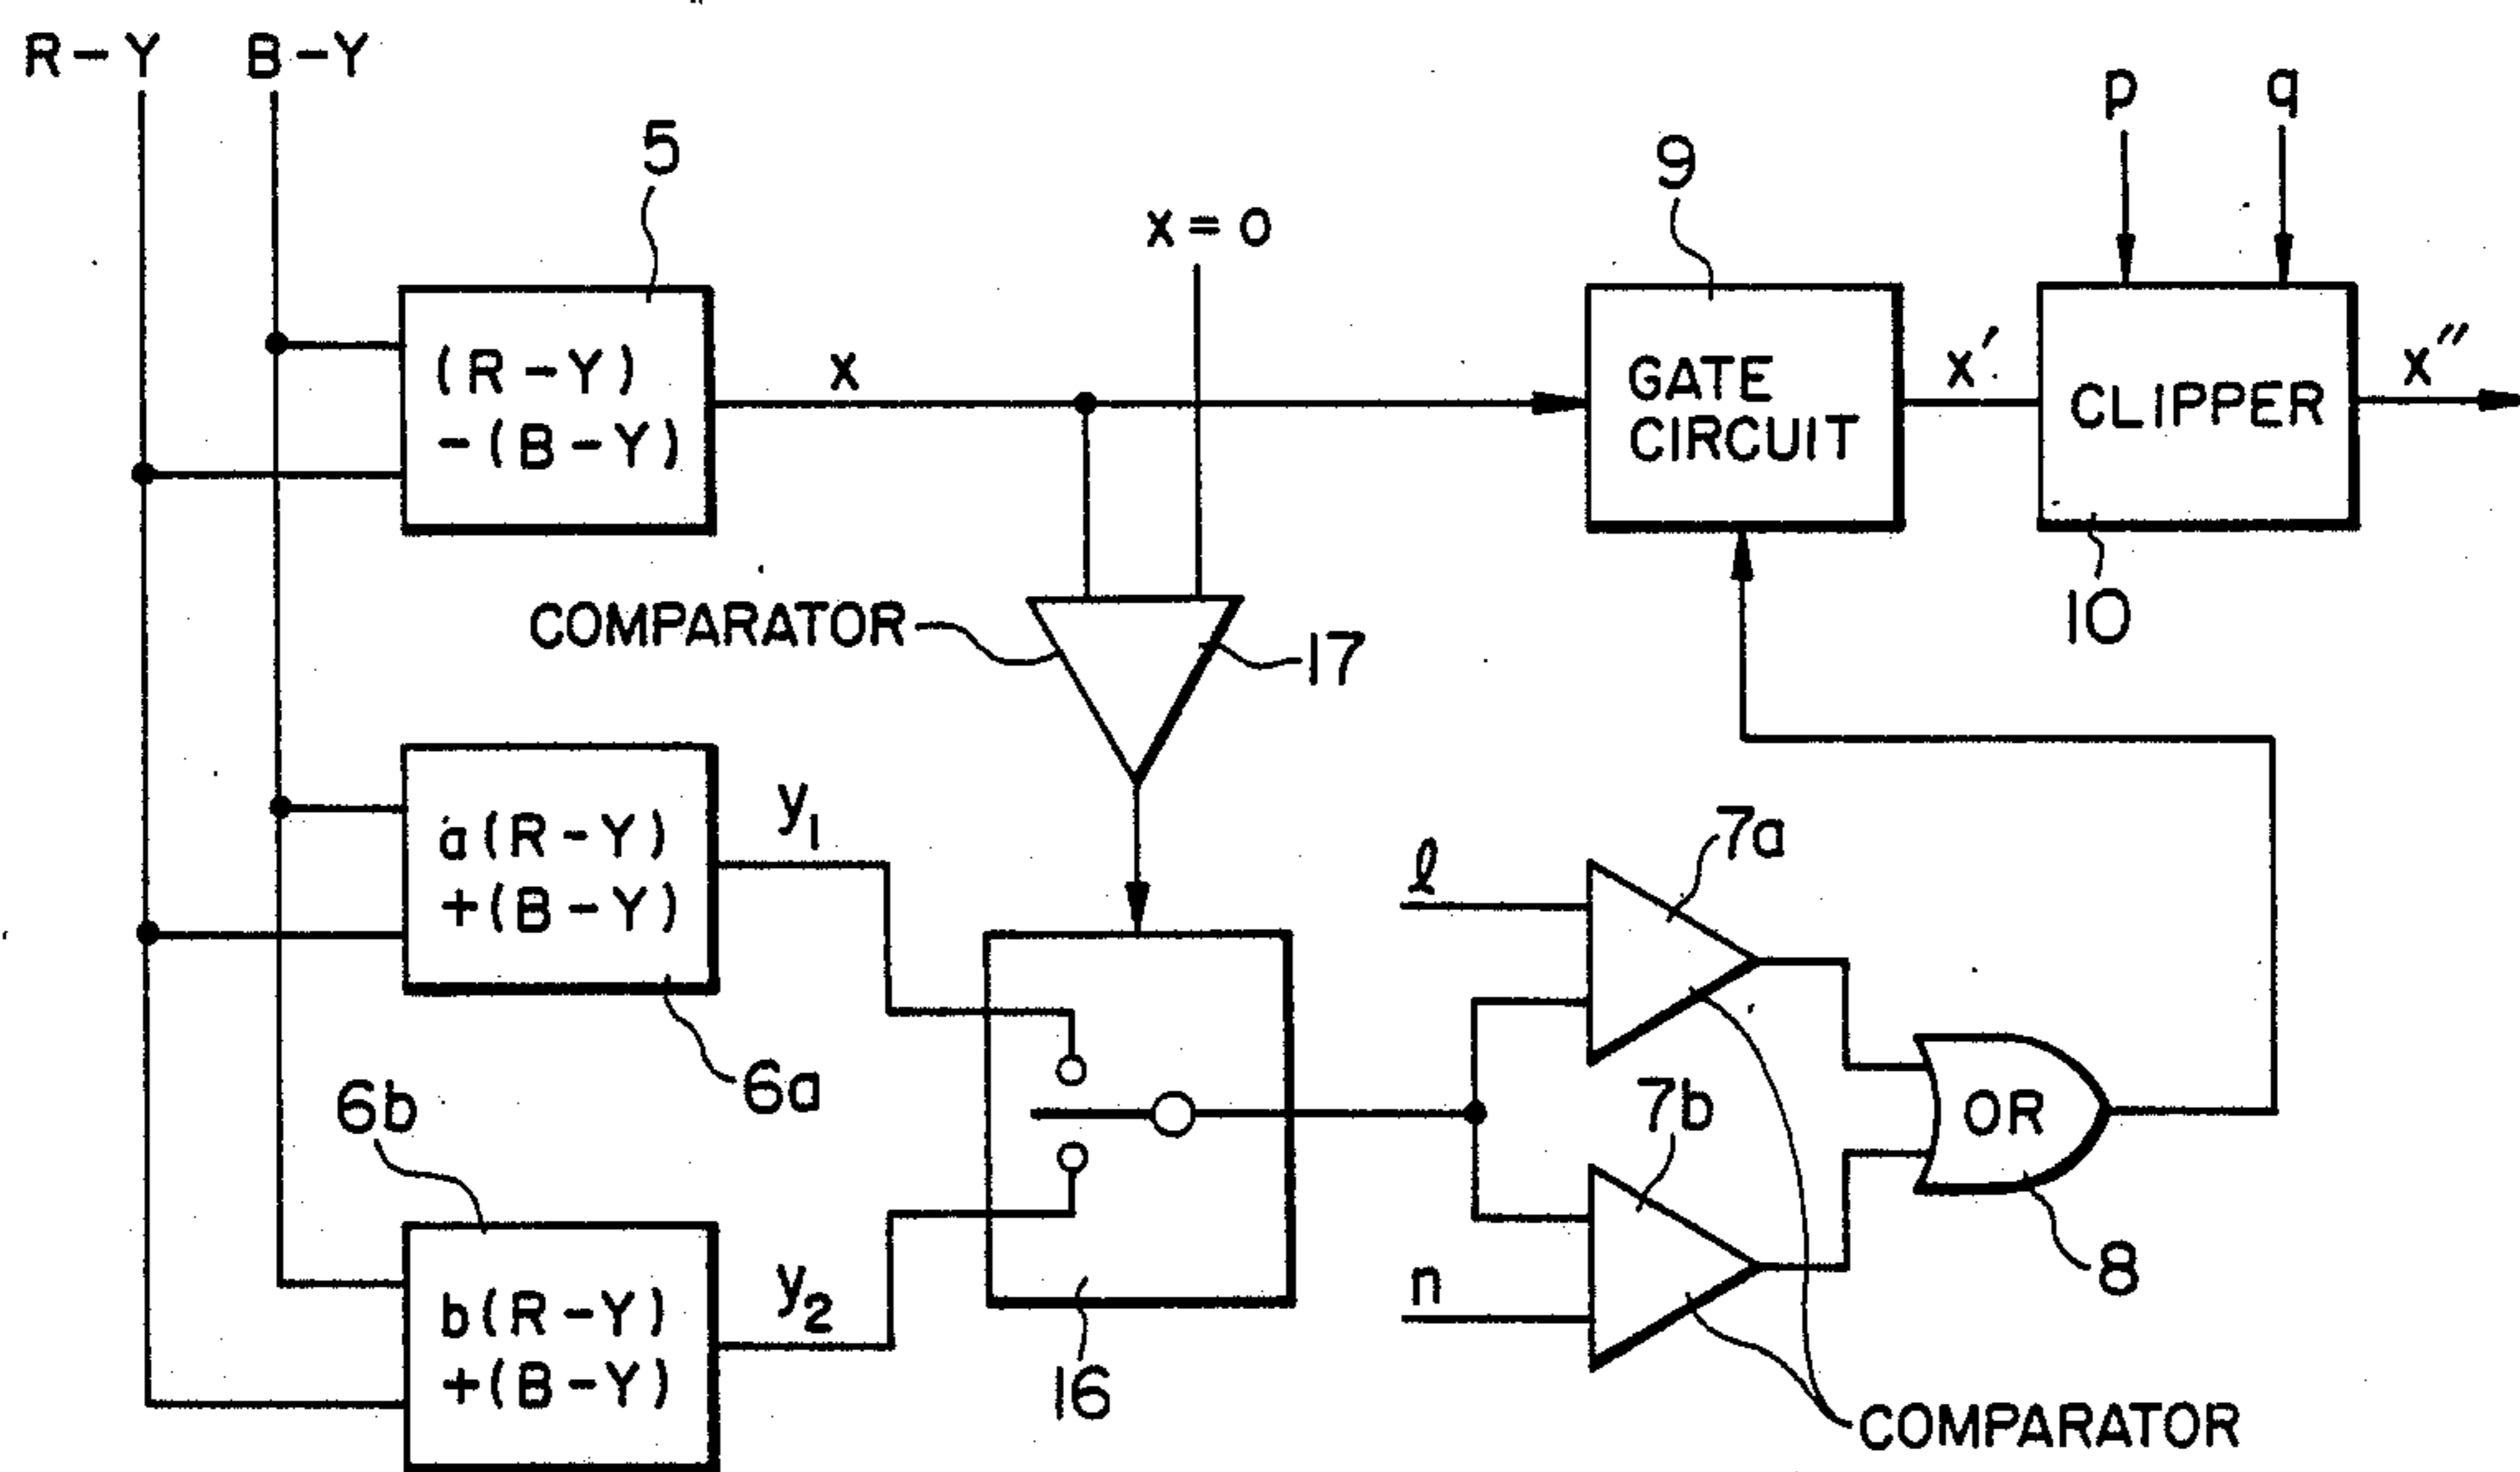 R-Y
B-Y
p
q
5
9
x=0
(R-Y)
-(B-Y)
x
GATE
CIRCUIT
x'
CLIPPER
x''
10
COMPARATOR
17
a(R-Y)
+(B-Y)
y1
6a
l
7a
6b
7b
OR
8
b(R-Y)
+(B-Y)
y2
n
16
COMPARATOR